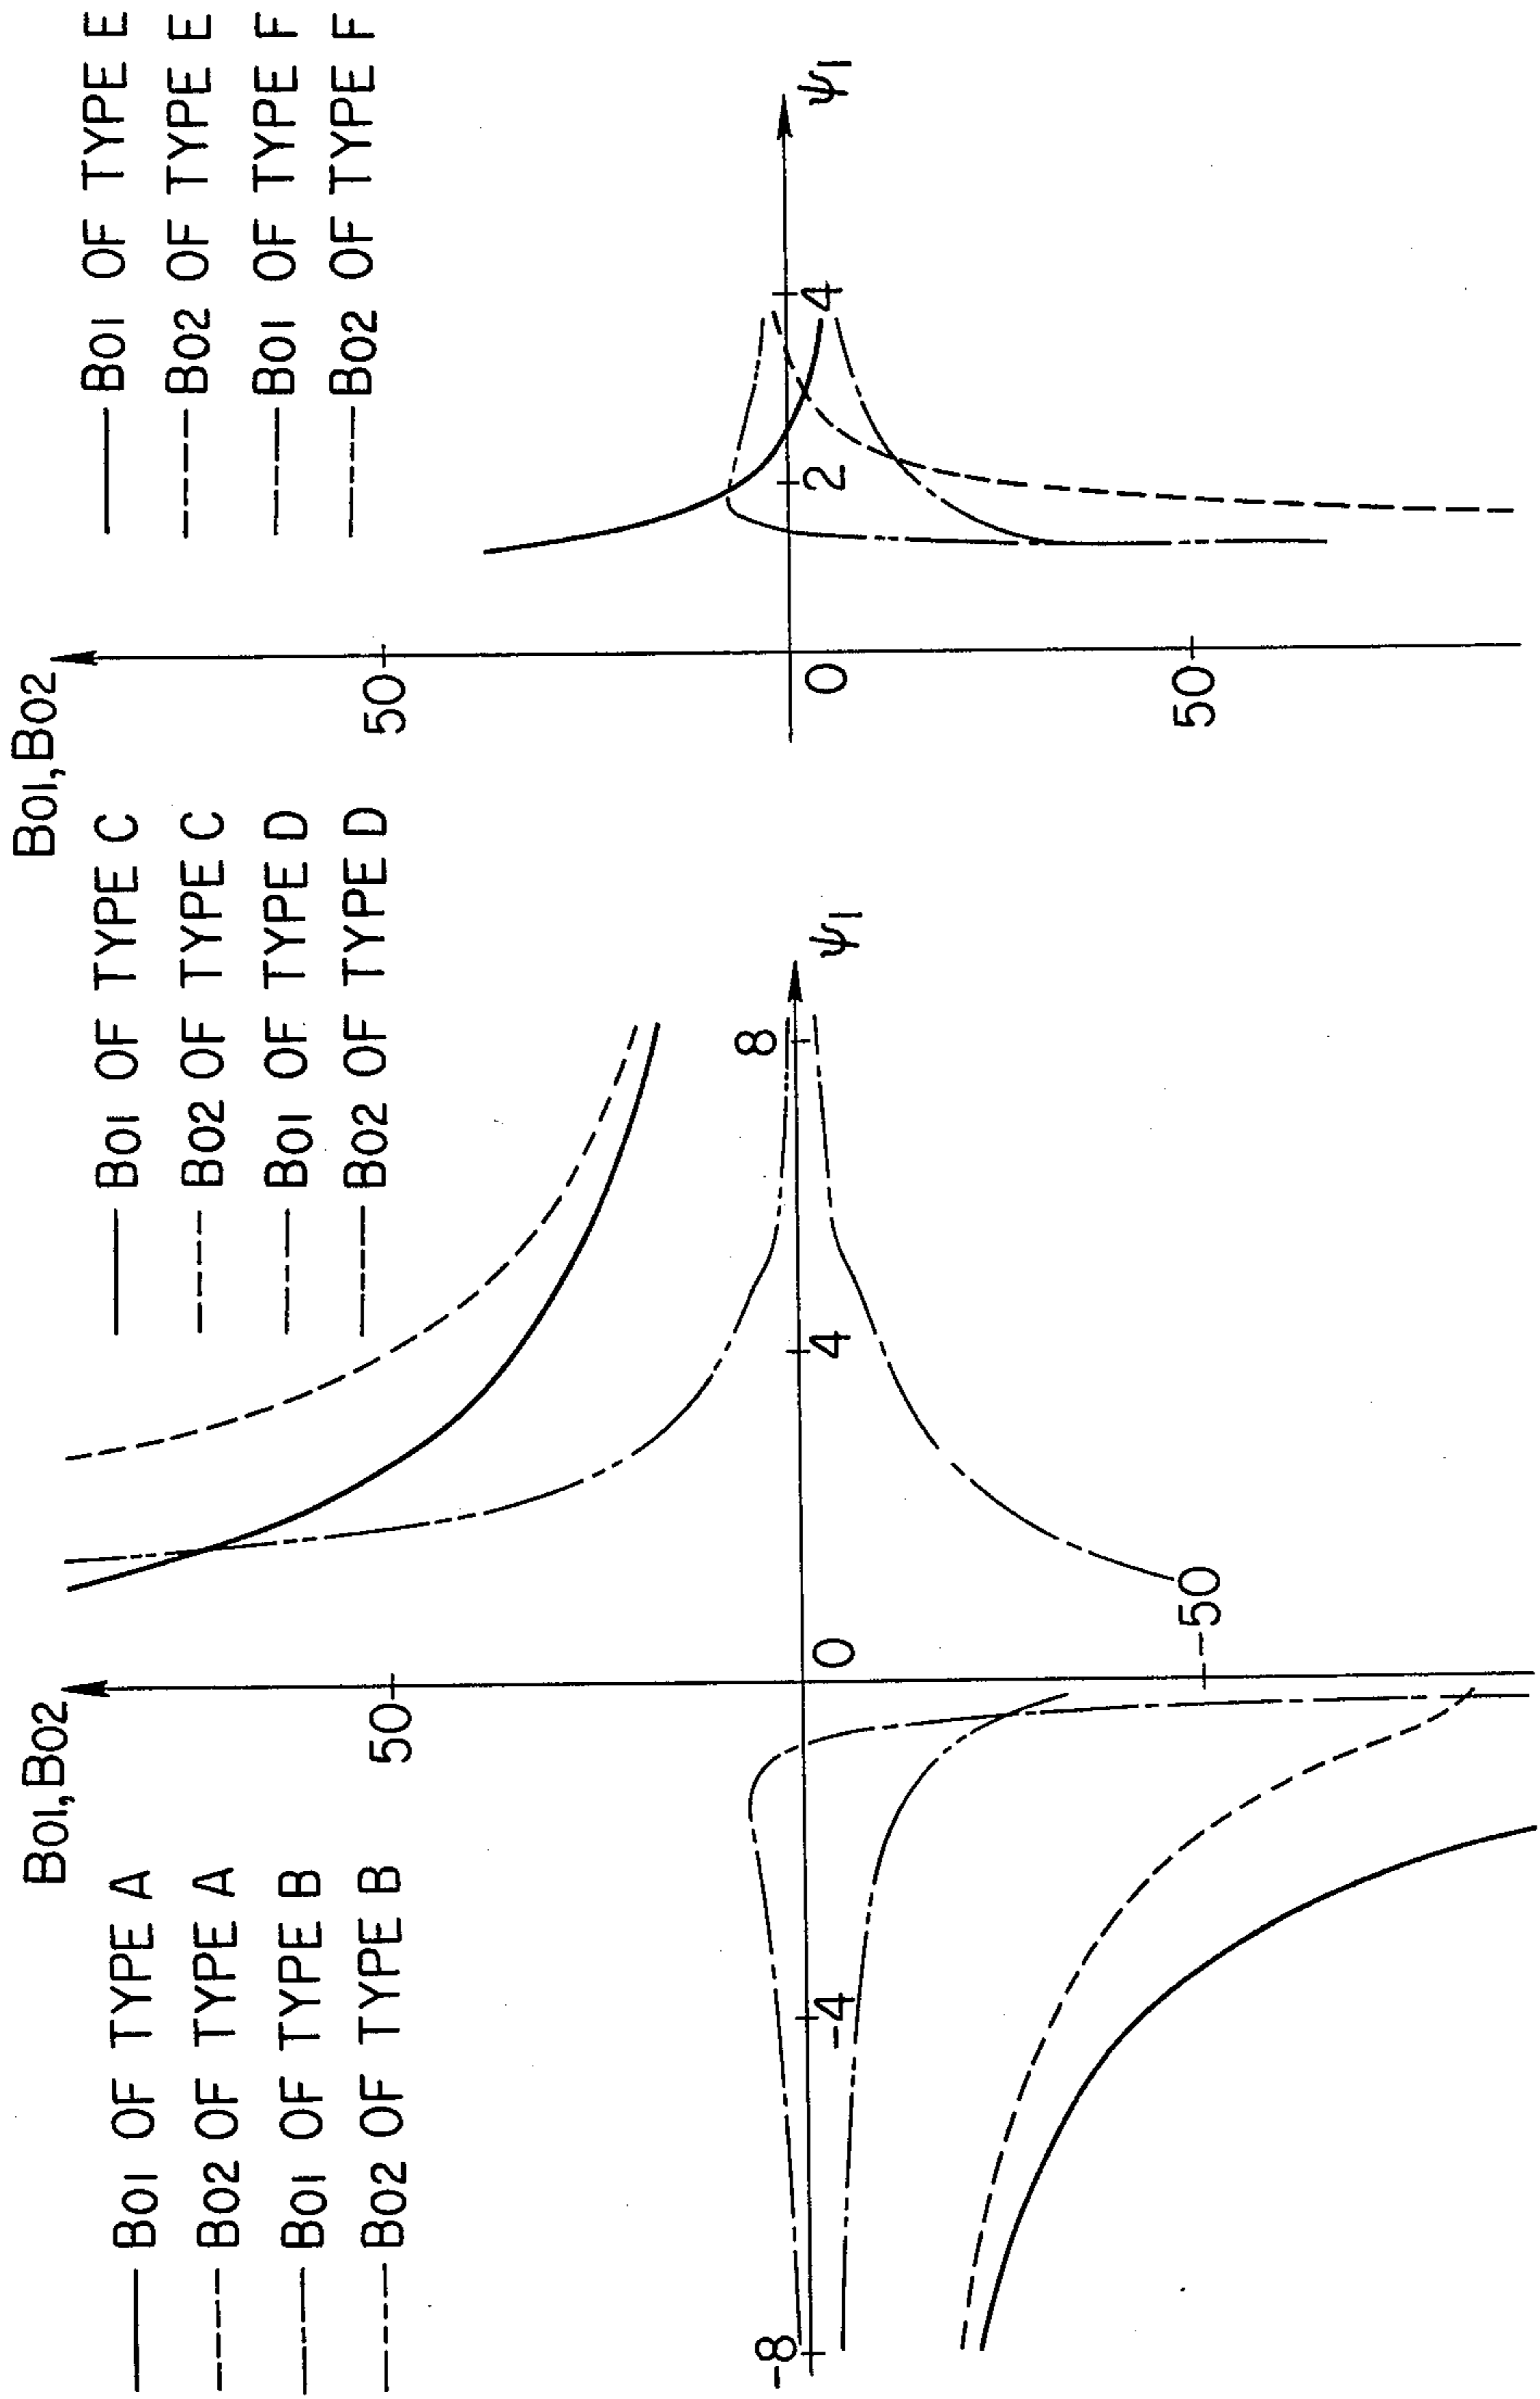 B01, B02
B01 OF TYPE A
B02 OF TYPE A
B01 OF TYPE B
B02 OF TYPE B
B01 OF TYPE C
B02 OF TYPE C
B01 OF TYPE D
B02 OF TYPE D
50
-8
-4
0
4
8
ψ1
-50
B01, B02
B01 OF TYPE E
B02 OF TYPE E
B01 OF TYPE F
B02 OF TYPE F
50
0
2
4
ψ1
50